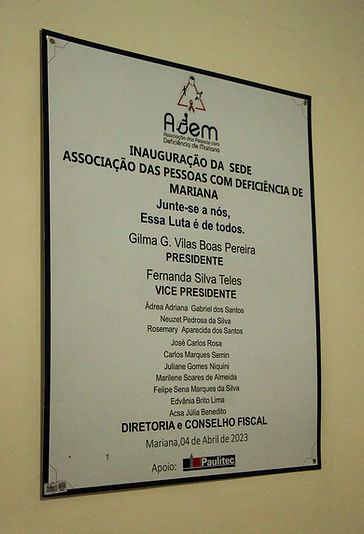 Adem
Associação das Pessoas com
Deficiência de Mariana
INAUGURAÇÃO DA SEDE
ASSOCIAÇÃO DAS PESSOAS COM DEFICIÊNCIA DE
MARIANA
Junte-se a nós,
Essa Luta é de todos.
Gilma G. Vilas Boas Pereira
PRESIDENTE
Fernanda Silva Teles
VICE PRESIDENTE
Ádrea Adriana Gabriel dos Santos
Neuzet Pedrosa da Silva
Rosemary Aparecida dos Santos
José Carlos Rosa
Carlos Marques Semin
Juliane Gomes Niquini
Marilene Soares de Almeida
Felipe Sena Marques da Silva
Edvânia Brito Lima
Acsa Júlia Benedito
DIRETORIA e CONSELHO FISCAL
Mariana,04 de Abril de 2023
Apoio: Paulitec